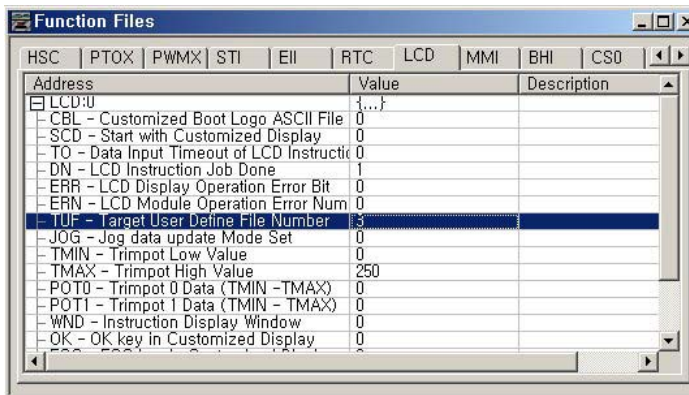 Function Files
HSC PTOX PWMX STI EII RTC LCD MMI BHI CS0
Address Value Description
LCD:0 {...}
CBL - Customized Boot Logo ASCII File 0
SCD - Start with Customized Display 0
TO - Data Input Timeout of LCD Instructic 0
DN - LCD Instruction Job Done 1
ERR - LCD Display Operation Error Bit 0
ERN - LCD Module Operation Error Num 0
TUF - Target User Define File Number 3
JOG - Jog data update Mode Set 0
TMIN - Trimpot Low Value 0
TMAX - Trimpot High Value 250
POT0 - Trimpot 0 Data (TMIN -TMAX) 0
POT1 - Trimpot 1 Data (TMIN - TMAX) 0
WND - Instruction Display Window 0
OK - OK key in Customized Display 0